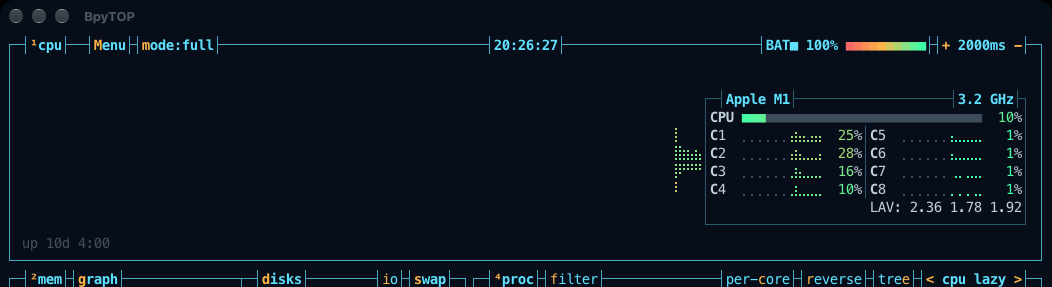 BpyTOP
¹cpu Menu mode:full 20:26:27 BAT■ 100% + 2000ms -
Apple M1 3.2 GHz
CPU 10%
C1 25% C5 1%
C2 28% C6 1%
C3 16% C7 1%
C4 10% C8 1%
LAV: 2.36 1.78 1.92
up 10d 4:00
²mem graph disks io swap ⁴proc filter per-core reverse tree < cpu lazy >